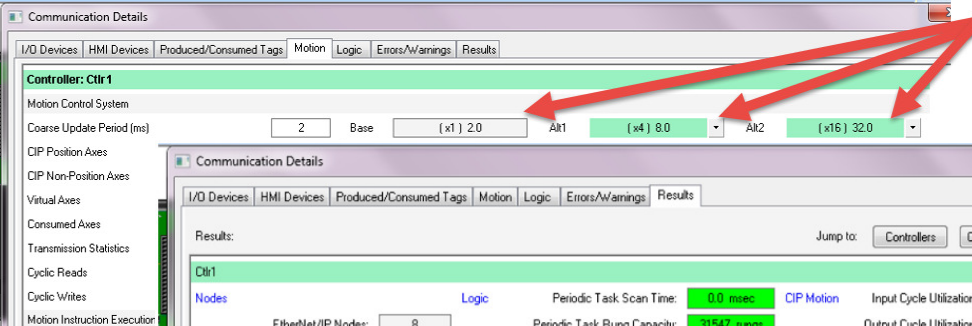 Communication Details
I/O Devices HMI Devices Produced/Consumed Tags Motion Logic Errors/Warnings Results
Controller: Ctlr1
Motion Control System
Coarse Update Period (ms) 2 Base (x1) 2.0 Alt1 (x4) 8.0 Alt2 (x16) 32.0
CIP Position Axes
CIP Non-Position Axes
Virtual Axes
Consumed Axes
Transmission Statistics
Cyclic Reads
Cyclic Writes
Motion Instruction Execution
Communication Details
I/O Devices HMI Devices Produced/Consumed Tags Motion Logic Errors/Warnings Results
Results: Jump to: Controllers
Ctlr1
Nodes Logic Periodic Task Scan Time: 0.0 msec CIP Motion Input Cycle Utilization
EtherNet/IP Nodes: 8 Periodic Task Rung Capacity: 31547 rungs Output Cycle Utilization